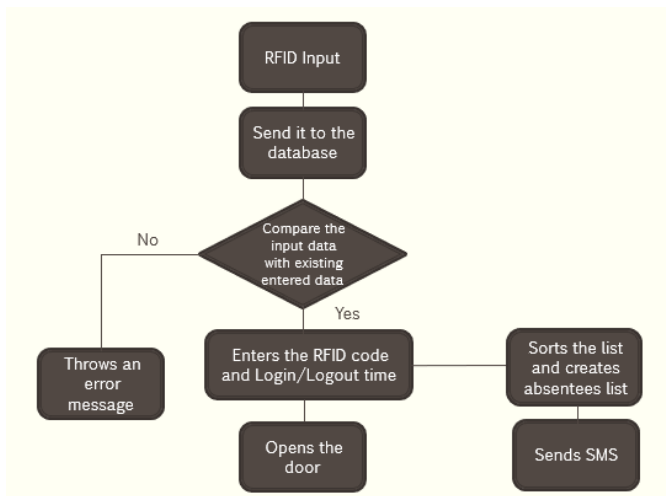 RFID Input
Send it to the
database
Compare the
input data
with existing
entered data
No
Yes
Throws an
error
message
Enters the RFID code
and Login/Logout time
Sorts the list
and creates
absentees list
Opens the
door
Sends SMS